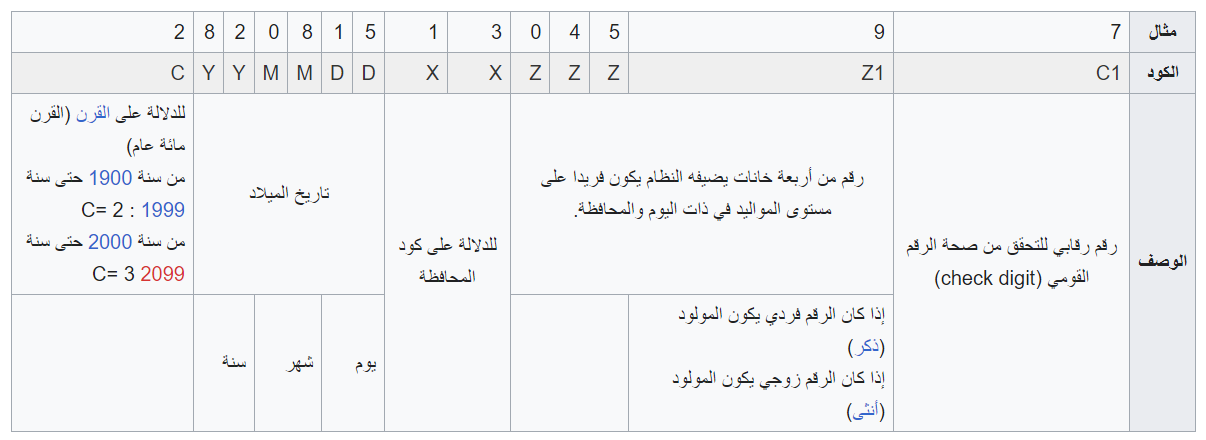 مثال 2 8 2 0 8 1 5 1 3 0 4 5 9 7
الكود C Y Y M M D D X X Z Z Z Z1 C1
الوصف
للدلالة على القرن (القرن
مائة عام)
من سنة 1900 حتى سنة
1999 : C= 2
من سنة 2000 حتى سنة
2099 C= 3
تاريخ الميلاد
سنة
شهر
يوم
للدلالة على كود
المحافظة
رقم من أربعة خانات يضيفه النظام يكون فريدا على
مستوى المواليد في ذات اليوم والمحافظة.
إذا كان الرقم فردي يكون المولود
(ذكر)
إذا كان الرقم زوجي يكون المولود
(أنثى)
رقم رقابي للتحقق من صحة الرقم
القومي (check digit)